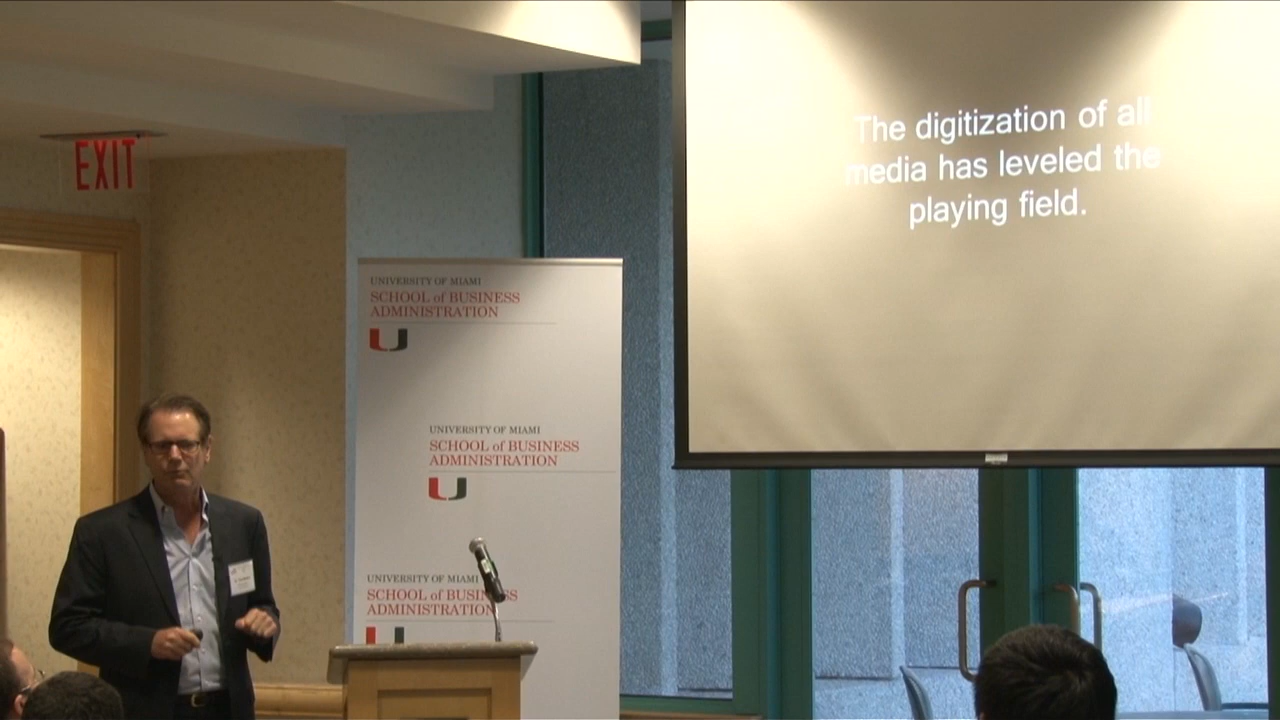 EXIT
The digitization of all
media has leveled the
playing field.
UNIVERSITY OF MIAMI
SCHOOL of BUSINESS
ADMINISTRATION
UNIVERSITY OF MIAMI
SCHOOL of BUSINESS
ADMINISTRATION
UNIVERSITY OF MIAMI
SCHOOL of BUSINESS
ADMINISTRATION